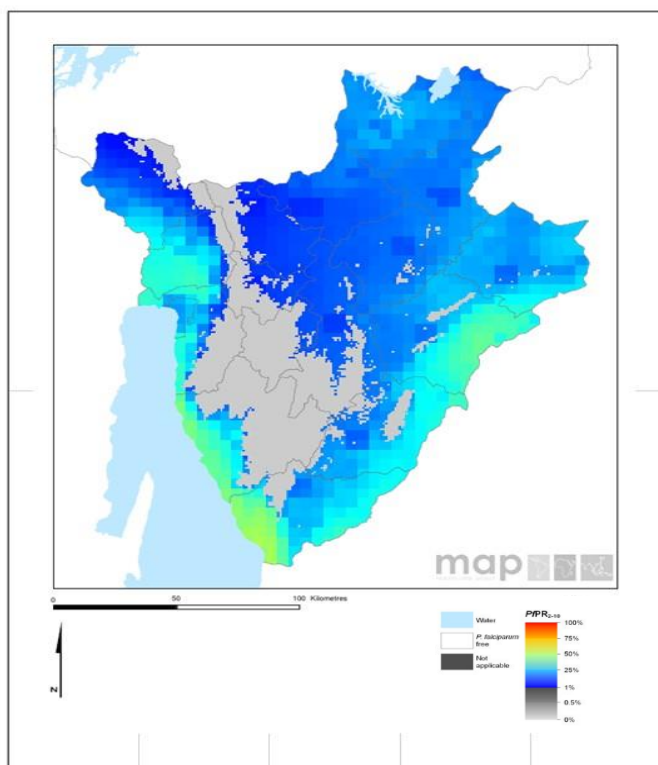 map
0 50 100 Kilometres
N
Water
P. falciparum
free
Not
applicable
PfPR2-10
100%
75%
50%
25%
1%
0.5%
0%